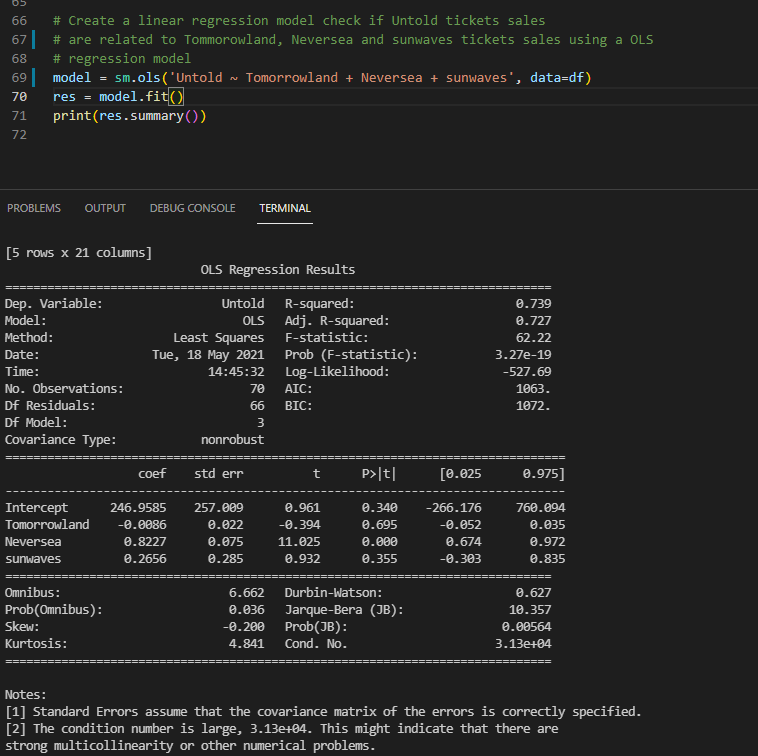 65
66 # Create a linear regression model check if Untold tickets sales
67 # are related to Tommorowland, Neversea and sunwaves tickets sales using a OLS
68 # regression model
69 model = sm.ols('Untold ~ Tomorrowland + Neversea + sunwaves', data=df)
70 res = model.fit()
71 print(res.summary())
72
PROBLEMS OUTPUT DEBUG CONSOLE TERMINAL
[5 rows x 21 columns]
OLS Regression Results
==============================================================================
Dep. Variable: Untold R-squared: 0.739
Model: OLS Adj. R-squared: 0.727
Method: Least Squares F-statistic: 62.22
Date: Tue, 18 May 2021 Prob (F-statistic): 3.27e-19
Time: 14:45:32 Log-Likelihood: -527.69
No. Observations: 70 AIC: 1063.
Df Residuals: 66 BIC: 1072.
Df Model: 3
Covariance Type: nonrobust
================================================================================
coef std err t P>|t| [0.025 0.975]
--------------------------------------------------------------------------------
Intercept 246.9585 257.009 0.961 0.340 -266.176 760.094
Tomorrowland -0.0086 0.022 -0.394 0.695 -0.052 0.035
Neversea 0.8227 0.075 11.025 0.000 0.674 0.972
sunwaves 0.2656 0.285 0.932 0.355 -0.303 0.835
==============================================================================
Omnibus: 6.662 Durbin-Watson: 0.627
Prob(Omnibus): 0.036 Jarque-Bera (JB): 10.357
Skew: -0.200 Prob(JB): 0.00564
Kurtosis: 4.841 Cond. No. 3.13e+04
==============================================================================
Notes:
[1] Standard Errors assume that the covariance matrix of the errors is correctly specified.
[2] The condition number is large, 3.13e+04. This might indicate that there are
strong multicollinearity or other numerical problems.